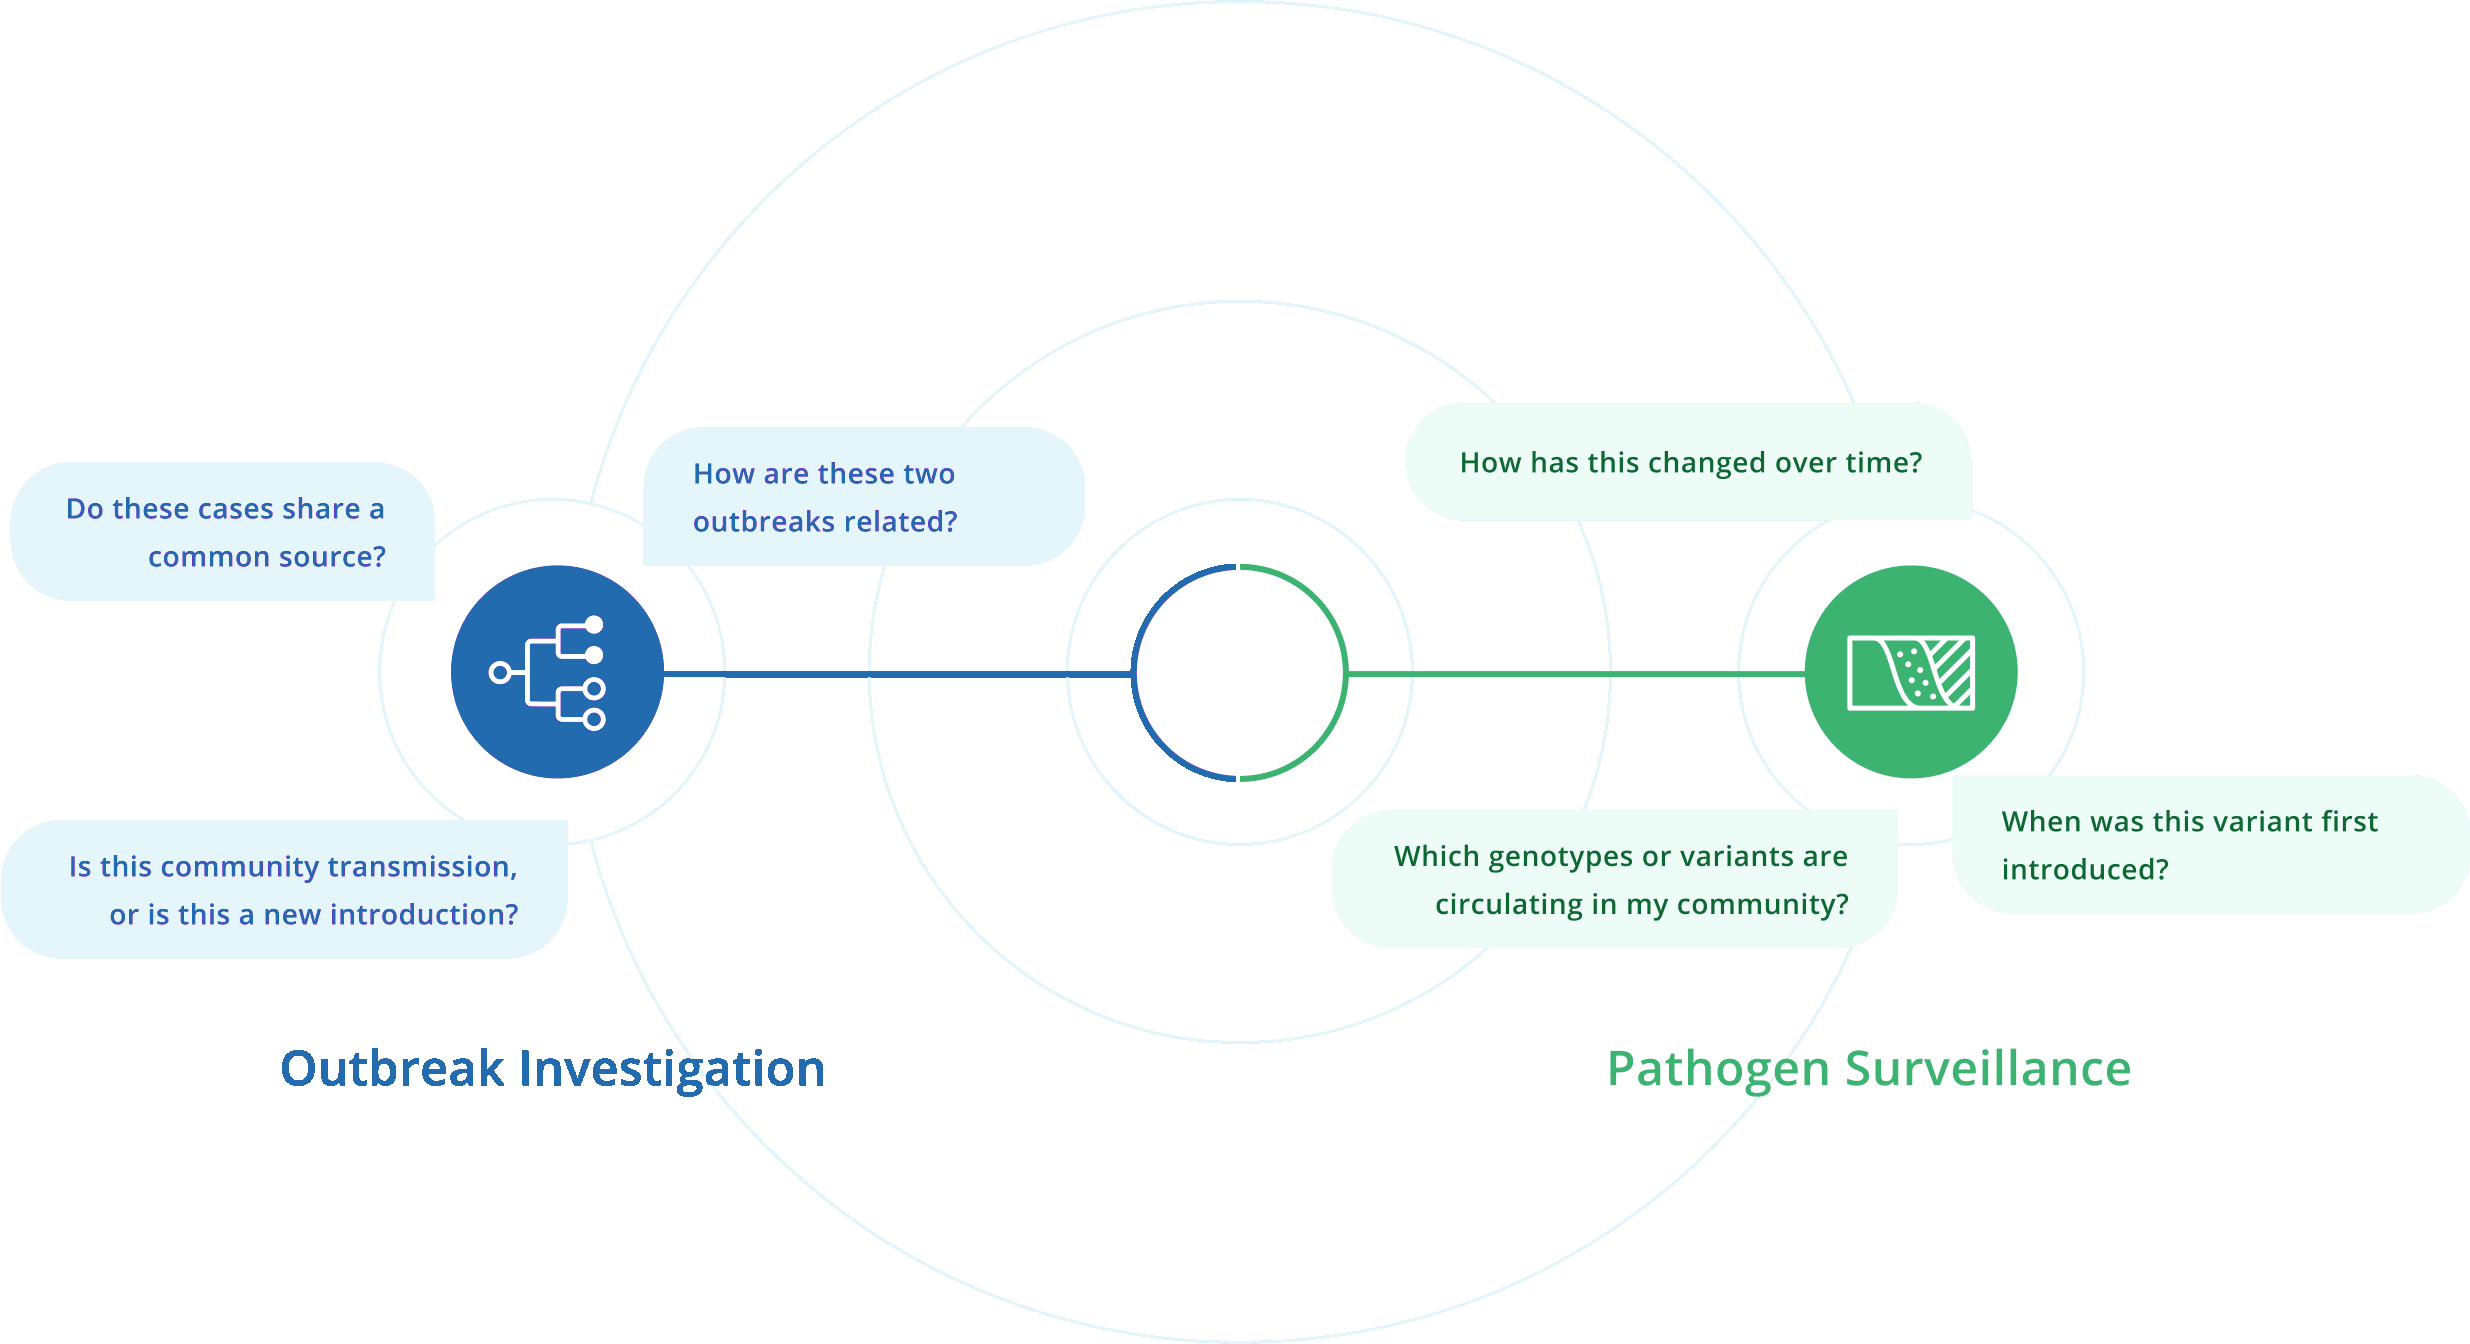 Do these cases share a
common source?
How are these two
outbreaks related?
Is this community transmission,
or is this a new introduction?
Outbreak Investigation
How has this changed over time?
Which genotypes or variants are
circulating in my community?
When was this variant first
introduced?
Pathogen Surveillance